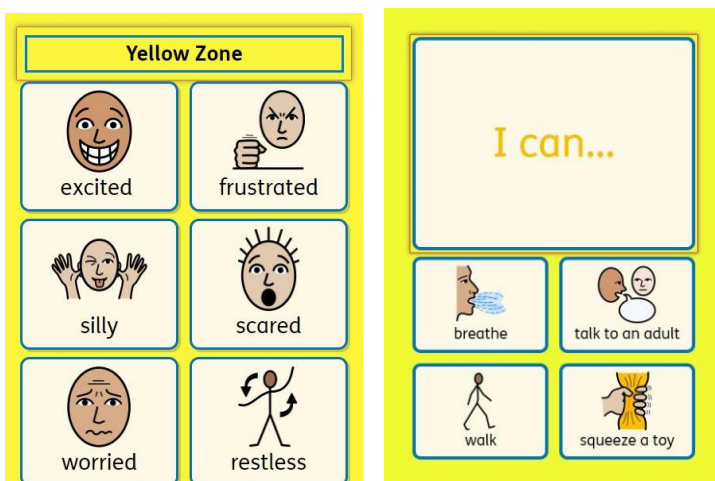 Yellow Zone
excited
frustrated
silly
scared
worried
restless
I can...
breathe
talk to an adult
walk
squeeze a toy